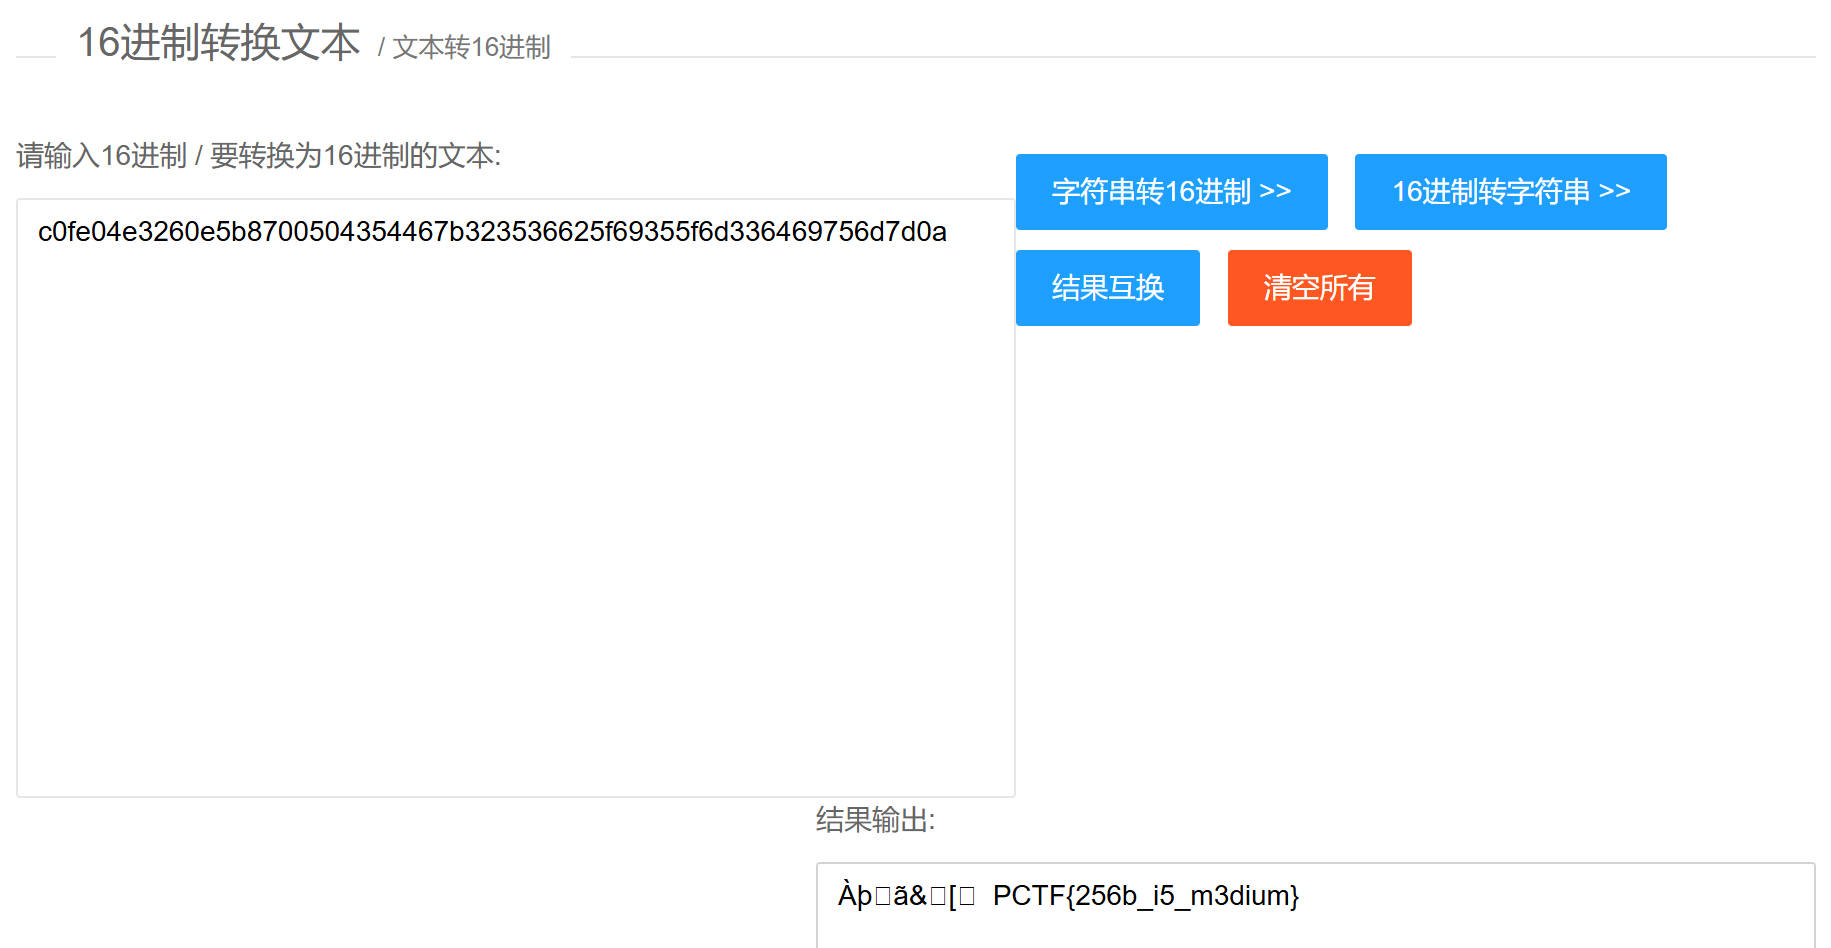 16进制转换文本 / 文本转16进制
请输入16进制 / 要转换为16进制的文本:
字符串转16进制 >> 16进制转字符串 >>
c0fe04e3260e5b8700504354467b323536625f69355f6d336469756d7d0a
结果互换 清空所有
结果输出:
Àþ□ã&□[□ PCTF{256b_i5_m3dium}